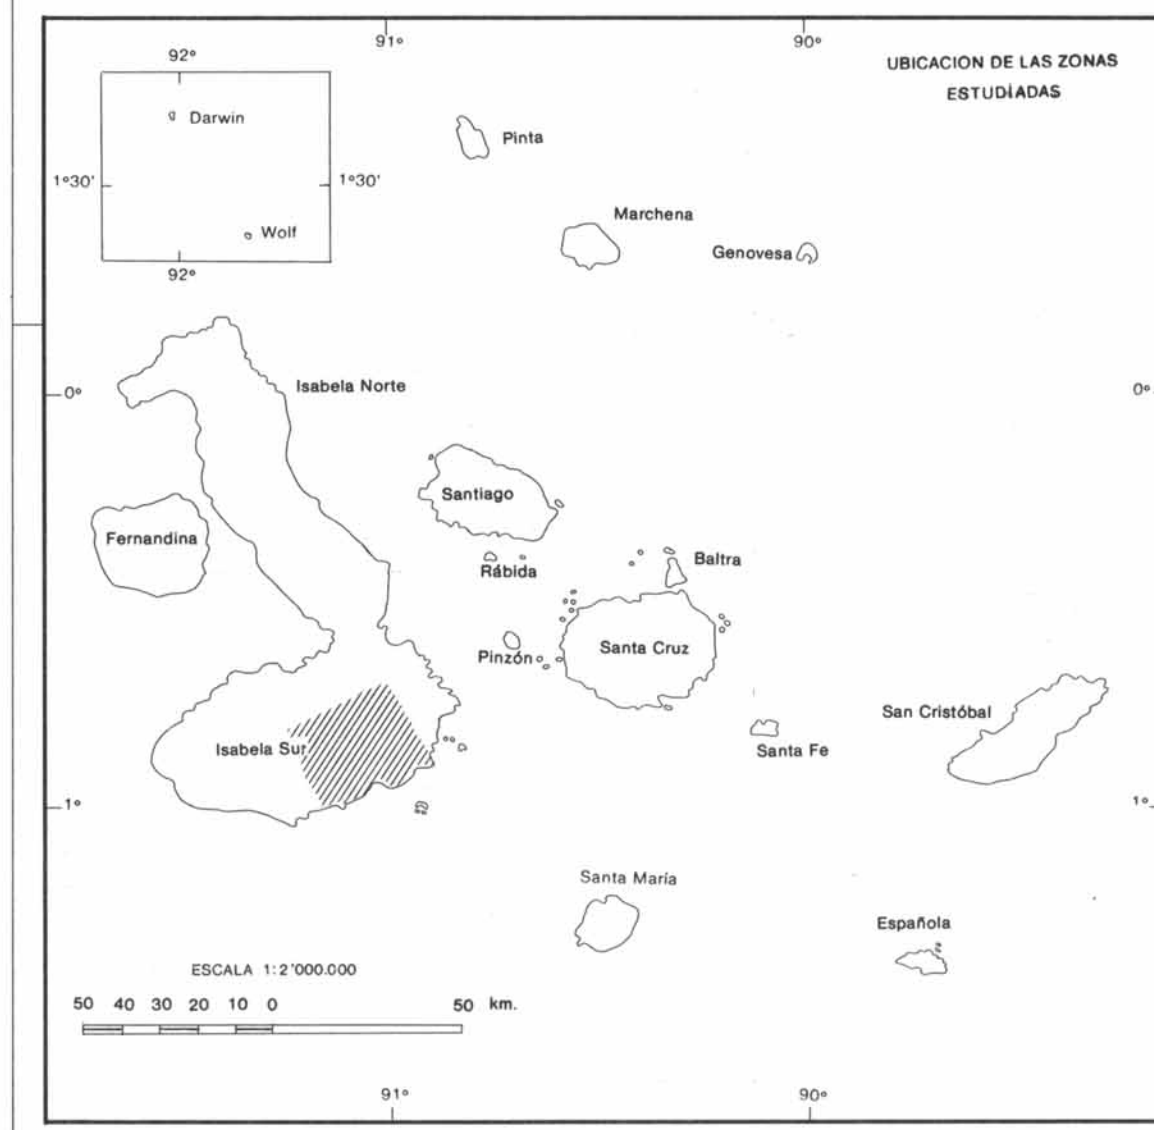 91°
90°
UBICACION DE LAS ZONAS
ESTUDIADAS
92°
Darwin
1°30'
1°30'
Wolf
92°
Pinta
Marchena
Genovesa
0°
Isabela Norte
0°
Santiago
Fernandina
Rábida
Baltra
Santa Cruz
Pinzón
San Cristóbal
Isabela Sur
Santa Fe
1°
1°
Santa María
Española
ESCALA 1:2'000.000
50 40 30 20 10 0 50 km.
91°
90°